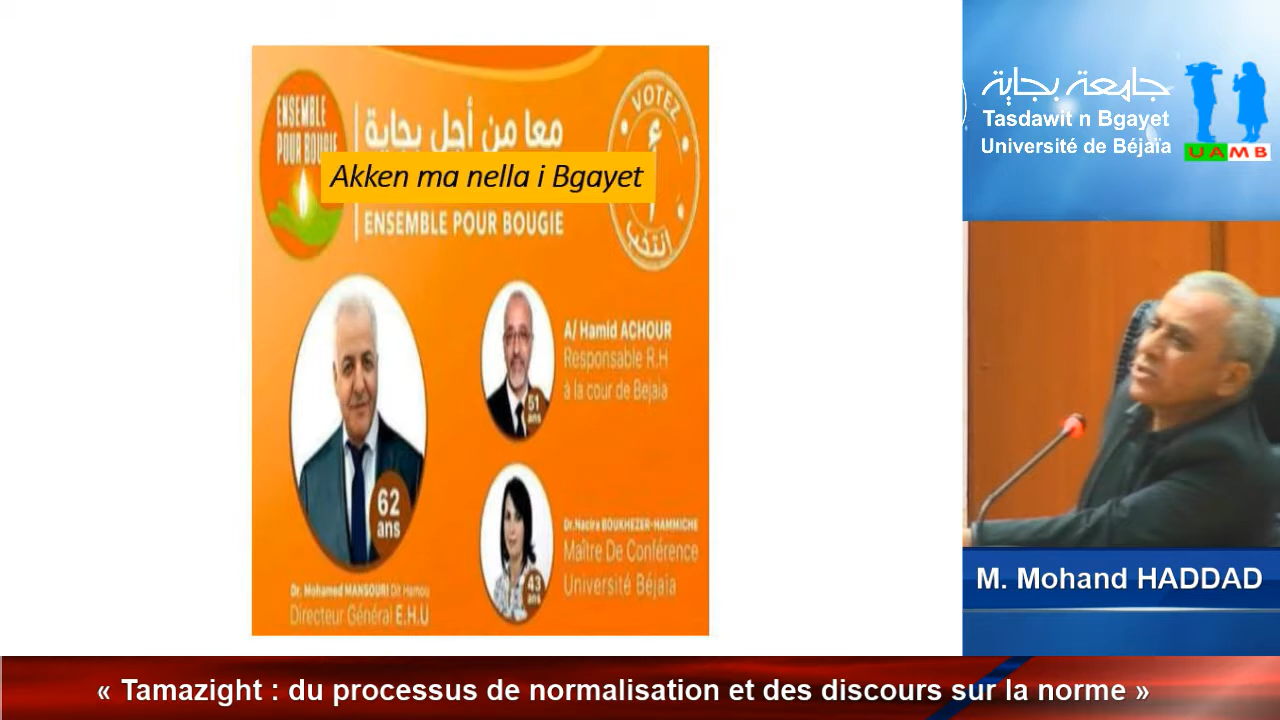 ENSEMBLE
POUR BOUGIE
معا من أجل بجاية
Akken ma nella i Bgayet
ENSEMBLE POUR BOUGIE
VOTEZ
أ
إنتخب
A/ Hamid ACHOUR
Responsable R.H
à la cour de Bejaia
51
ans
62
ans
Dr. Mohamed MANSOURI Dit Hamou
Directeur Général E.H.U
Dr.Nacira BOUKHEZER-HAMMICHE
Maître De Conférence
Université Béjaia
43
ans
جامعة بجاية
Tasdawit n Bgayet
Université de Béjaïa
UAMB
M. Mohand HADDAD
« Tamazight : du processus de normalisation et des discours sur la norme »